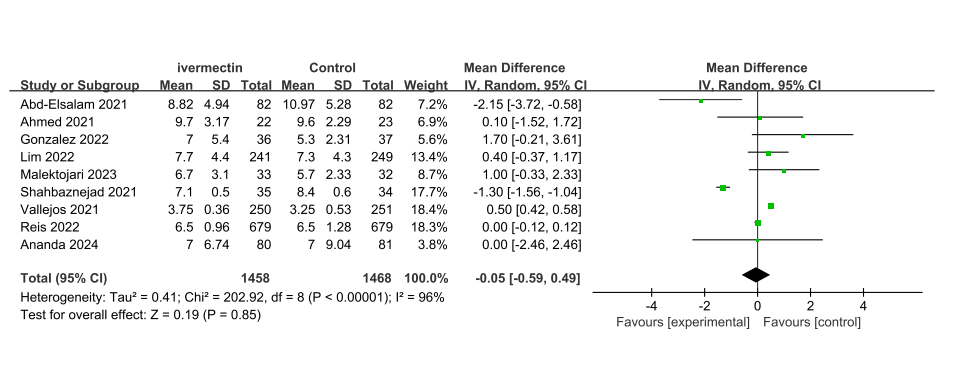 ivermectin Control Mean Difference Mean Difference
Study or Subgroup Mean SD Total Mean SD Total Weight IV, Random, 95% CI IV, Random, 95% CI
Abd-Elsalam 2021 8.82 4.94 82 10.97 5.28 82 7.2% -2.15 [-3.72, -0.58]
Ahmed 2021 9.7 3.17 22 9.6 2.29 23 6.9% 0.10 [-1.52, 1.72]
Gonzalez 2022 7 5.4 36 5.3 2.31 37 5.6% 1.70 [-0.21, 3.61]
Lim 2022 7.7 4.4 241 7.3 4.3 249 13.4% 0.40 [-0.37, 1.17]
Malektojari 2023 6.7 3.1 33 5.7 2.33 32 8.6% 1.00 [-0.33, 2.33]
Shahbaznejad 2021 7.1 0.5 35 8.4 0.6 34 17.7% -1.30 [-1.56, -1.04]
Vallejos 2021 3.75 0.36 250 3.25 0.53 251 18.4% 0.50 [0.42, 0.58]
Reis 2022 6.5 0.96 679 6.5 1.28 679 18.3% 0.00 [-0.12, 0.12]
Ananda 2024 7 6.74 80 7 9.04 81 3.8% 0.00 [-2.46, 2.46]
Total (95% CI) 1458 1468 100.0% -0.05 [-0.59, 0.49]
Heterogeneity: Tau² = 0.41; Chi² = 202.92, df = 8 (P < 0.00001); I² = 96%
Test for overall effect: Z = 0.19 (P = 0.85)
-4 -2 0 2 4
Favours [experimental] Favours [control]